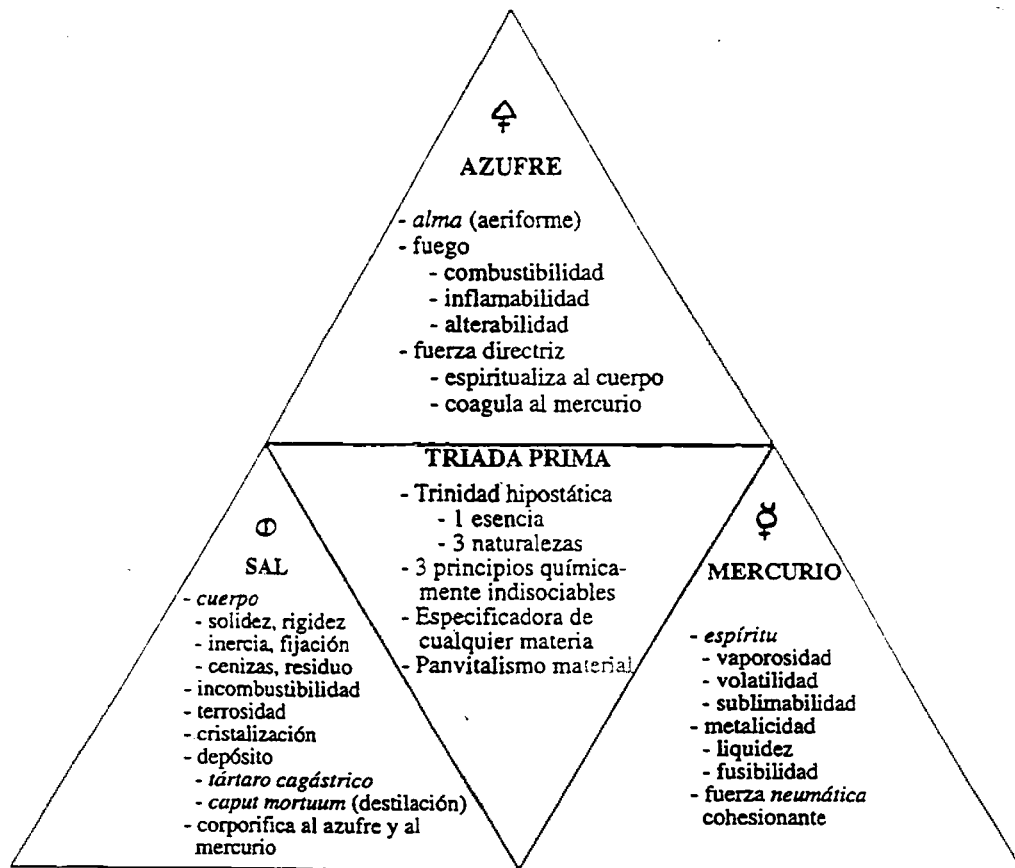 AZUFRE
- alma (aeriforme)
- fuego
- combustibilidad
- inflamabilidad
- alterabilidad
- fuerza directriz
- espiritualiza al cuerpo
- coagula al mercurio
TRIADA PRIMA
- Trinidad hipostática
- 1 esencia
- 3 naturalezas
- 3 principios química-
mente indisociables
- Especificadora de
cualquier materia
- Panvitalismo material
SAL
- cuerpo
- solidez, rigidez
- inercia, fijación
- cenizas, residuo
- incombustibilidad
- terrosidad
- cristalización
- depósito
- tártaro cagástrico
- caput mortuum (destilación)
- corporifica al azufre y al
mercurio
MERCURIO
- espíritu
- vaporosidad
- volatilidad
- sublimabilidad
- metalicidad
- liquidez
- fusibilidad
- fuerza neumática
cohesionante